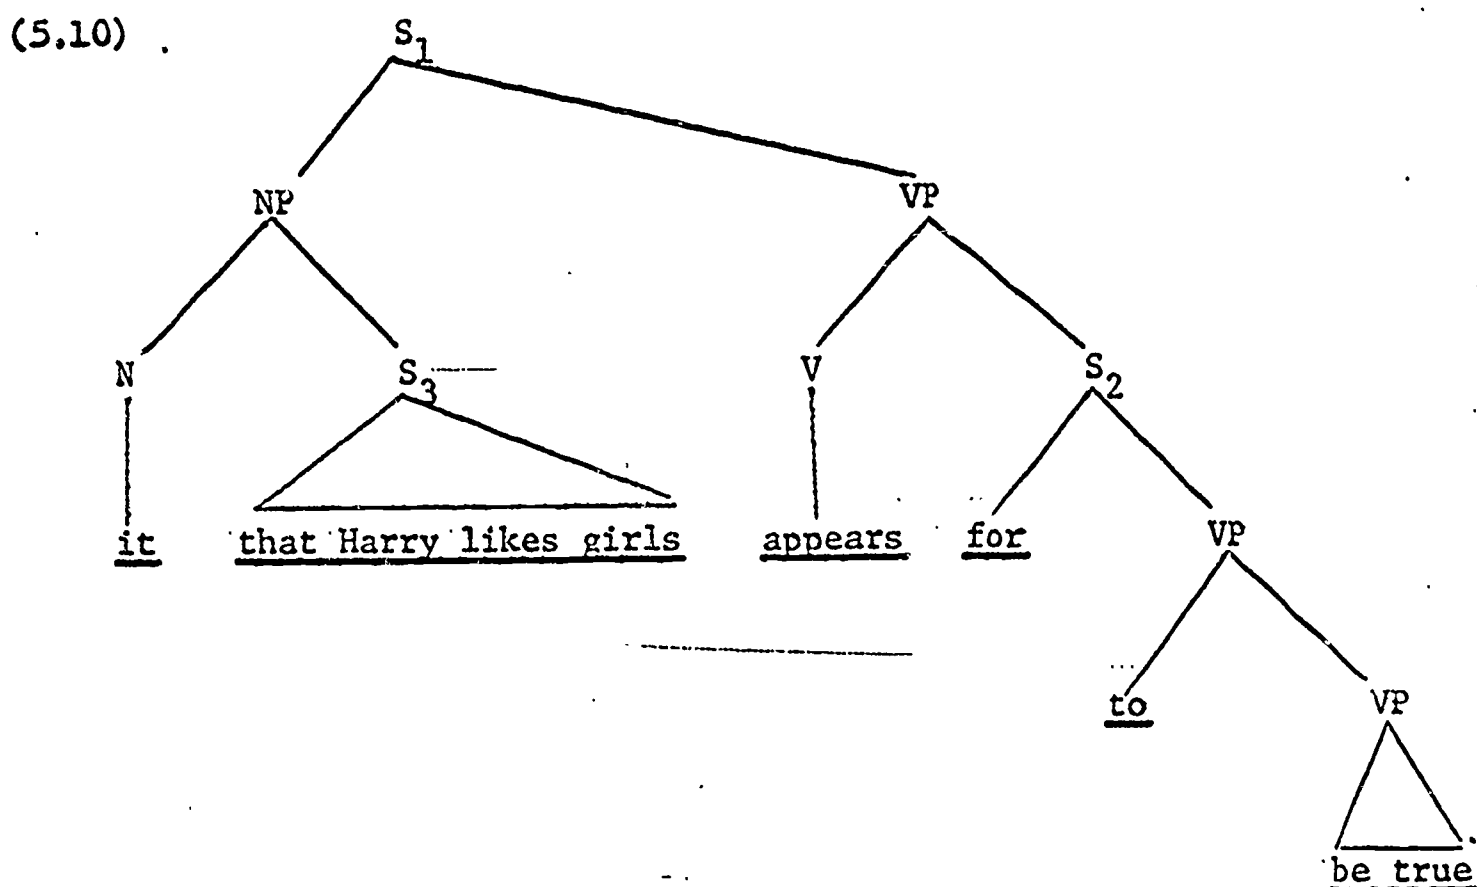 (5.10)
S1
NP VP
N S3 V S2
it that Harry likes girls appears for VP
to VP
be true